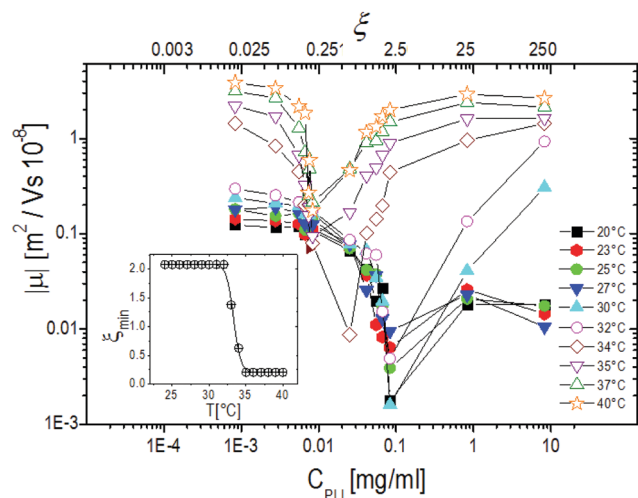 ξ
0.003 0.025 0.25 2.5 25 250
|μ| [m² / Vs 10⁻⁸]
1
0.1
0.01
1E-3
ξmin
2.0
1.5
1.0
0.5
0.0
25 30 35 40
T[°C]
20°C
23°C
25°C
27°C
30°C
32°C
34°C
35°C
37°C
40°C
1E-4 1E-3 0.01 0.1 1 10
C_PLL [mg/ml]